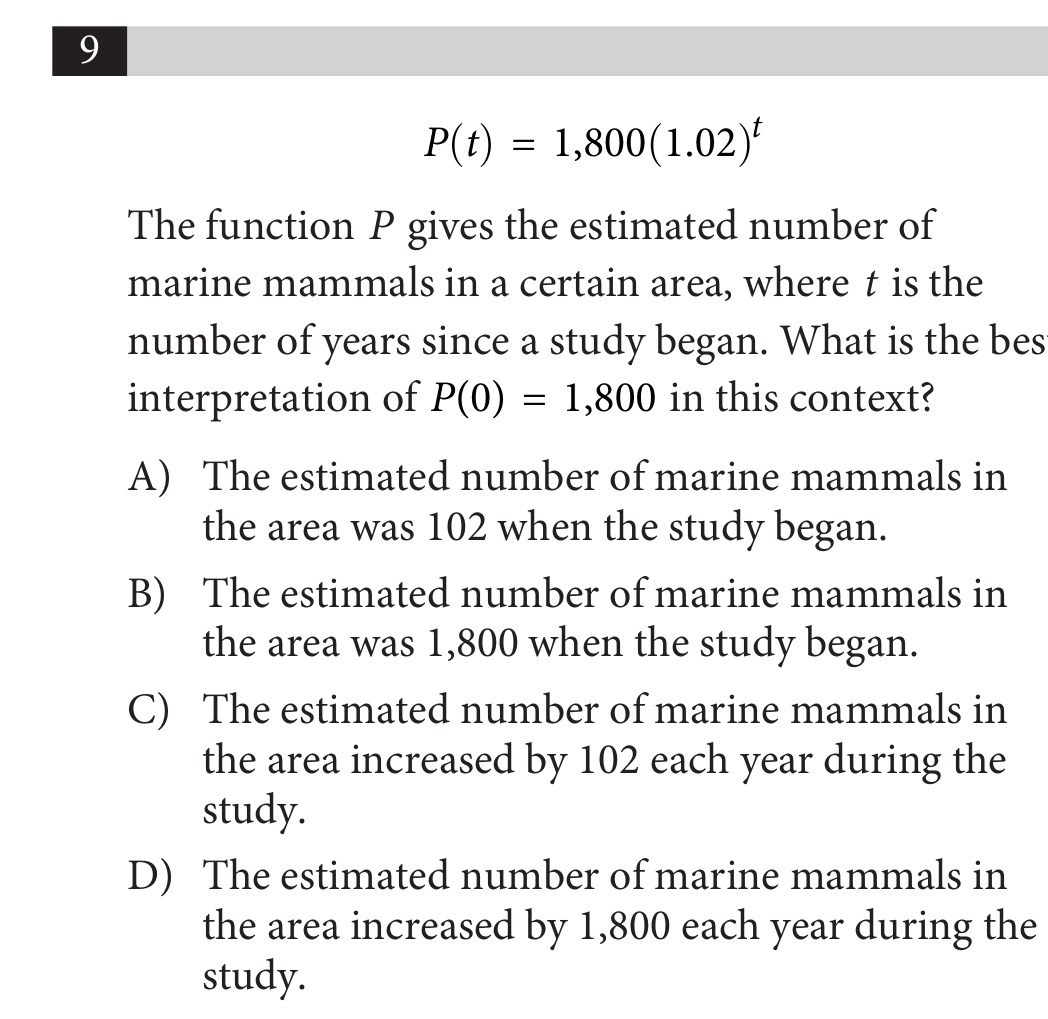 9
P(t) = 1,800(1.02)^t
The function P gives the estimated number of
marine mammals in a certain area, where t is the
number of years since a study began. What is the bes
interpretation of P(0) = 1,800 in this context?
A) The estimated number of marine mammals in
the area was 102 when the study began.
B) The estimated number of marine mammals in
the area was 1,800 when the study began.
C) The estimated number of marine mammals in
the area increased by 102 each year during the
study.
D) The estimated number of marine mammals in
the area increased by 1,800 each year during the
study.